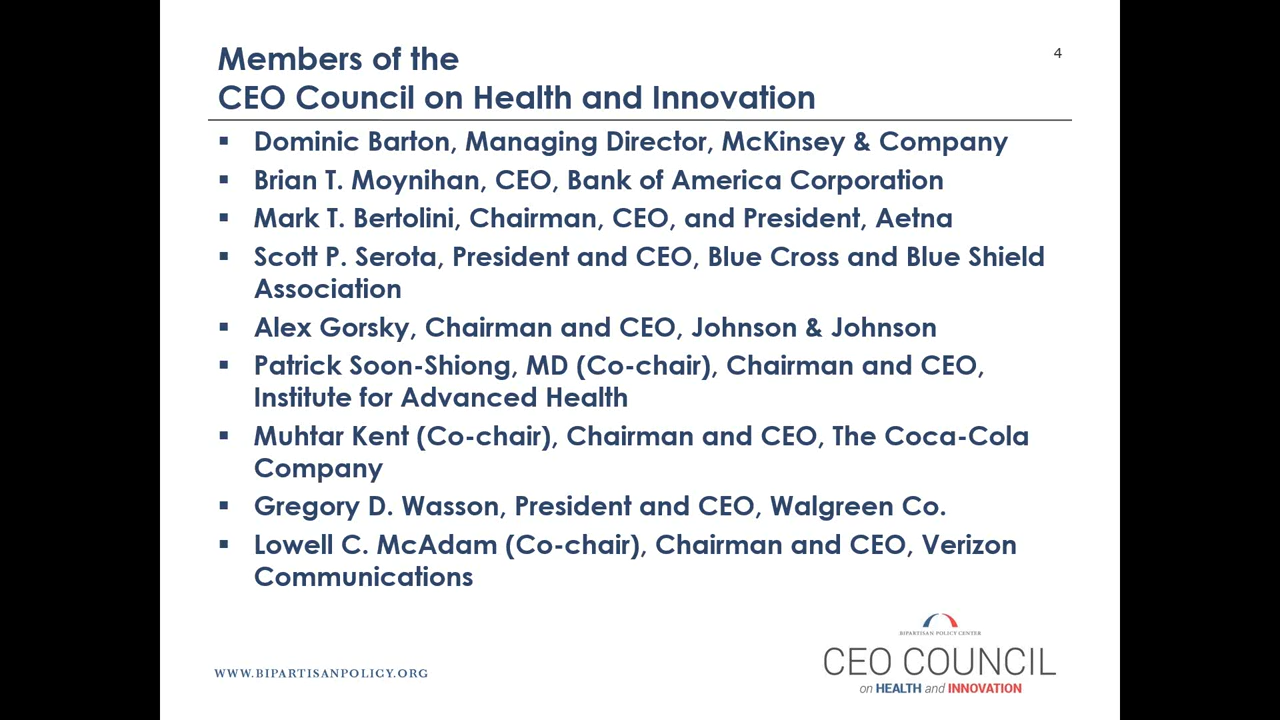 Members of the
4
CEO Council on Health and Innovation
▪ Dominic Barton, Managing Director, McKinsey & Company
▪ Brian T. Moynihan, CEO, Bank of America Corporation
▪ Mark T. Bertolini, Chairman, CEO, and President, Aetna
▪ Scott P. Serota, President and CEO, Blue Cross and Blue Shield
Association
▪ Alex Gorsky, Chairman and CEO, Johnson & Johnson
▪ Patrick Soon-Shiong, MD (Co-chair), Chairman and CEO,
Institute for Advanced Health
▪ Muhtar Kent (Co-chair), Chairman and CEO, The Coca-Cola
Company
▪ Gregory D. Wasson, President and CEO, Walgreen Co.
▪ Lowell C. McAdam (Co-chair), Chairman and CEO, Verizon
Communications
BIPARTISAN POLICY CENTER
CEO COUNCIL
on HEALTH and INNOVATION
WWW.BIPARTISANPOLICY.ORG